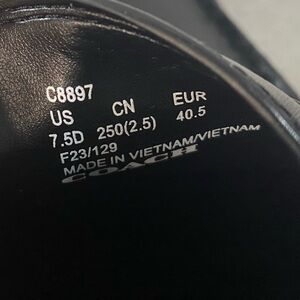 C8897
US CN EUR
7.5D 250(2.5) 40.5
F23/129
MADE IN VIETNAM/VIETNAM
COACH